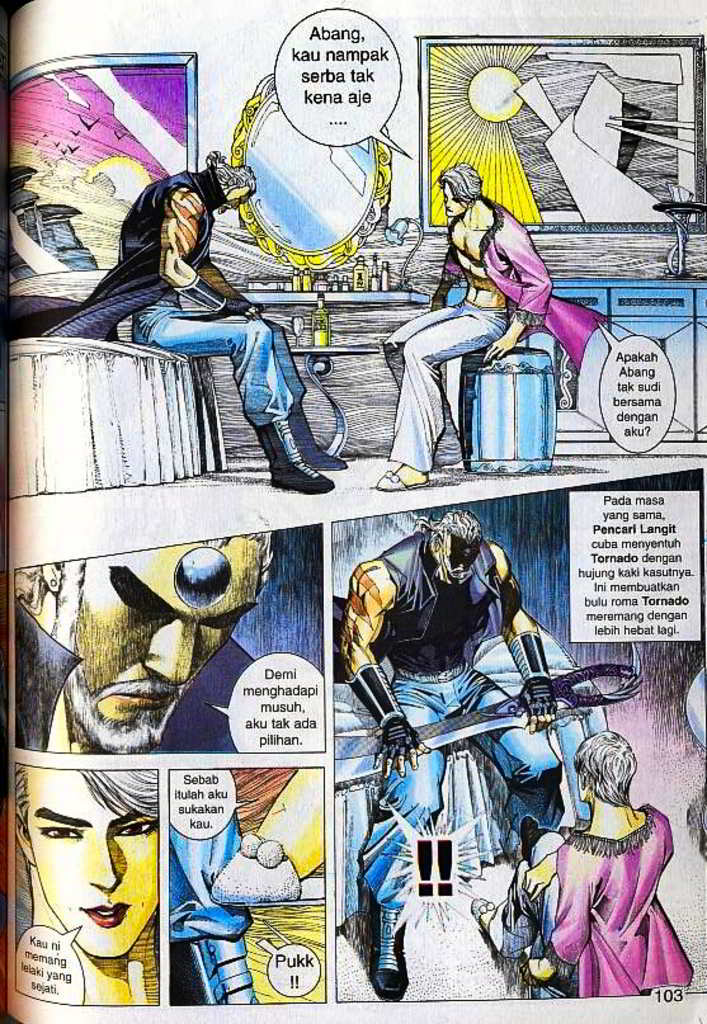 Abang,
kau nampak
serba tak
kena aje
....
Apakah
Abang
tak sudi
bersama
dengan
aku?
Demi
menghadapi
musuh,
aku tak ada
pilihan.
Pada masa
yang sama,
Pencari Langit
cuba menyentuh
Tornado dengan
hujung kaki kasutnya.
Ini membuatkan
bulu roma Tornado
meremang dengan
lebih hebat lagi.
Kau ni
memang
lelaki yang
sejati.
Sebab
itulah aku
sukakan
kau.
Pukk
!!
!!
103